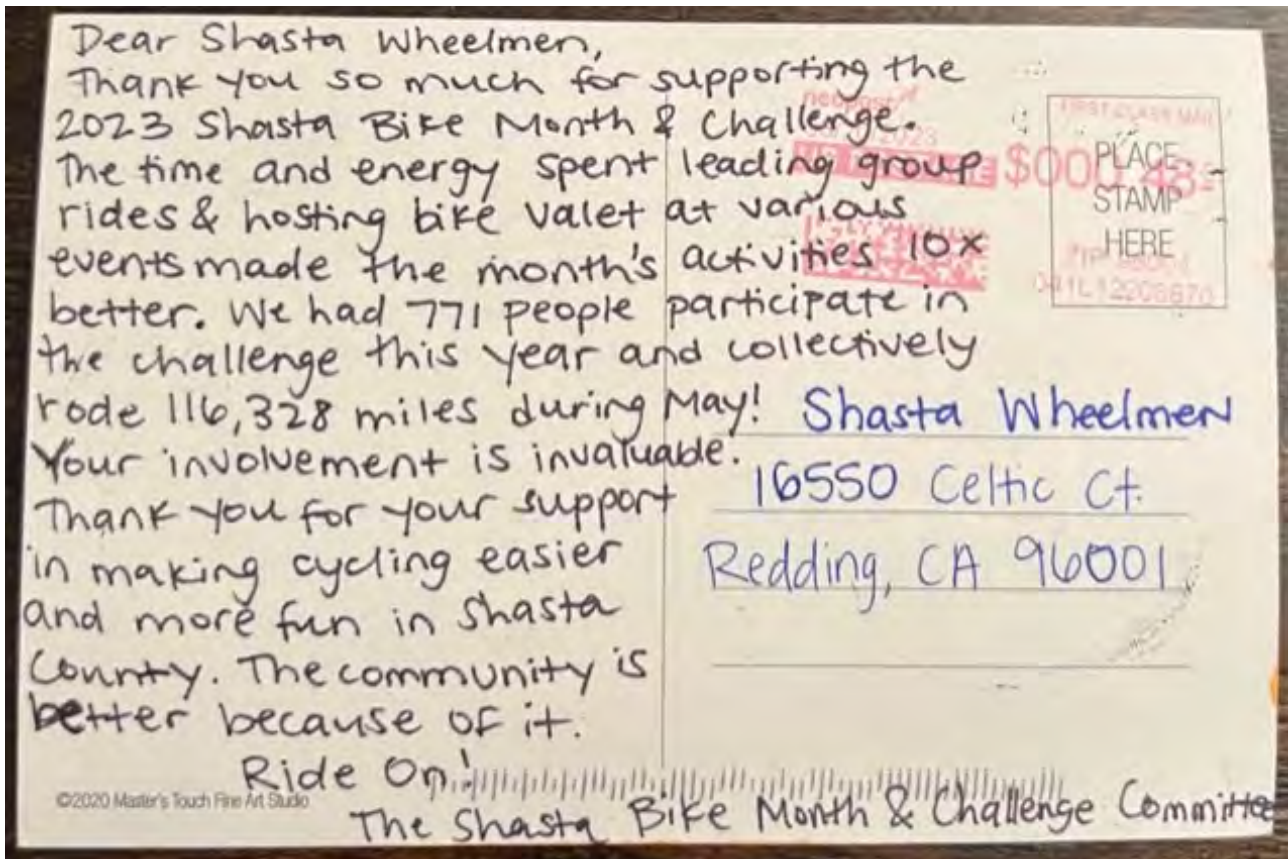 Dear Shasta Wheelmen,
Thank you so much for supporting the
2023 Shasta Bike Month & Challenge.
The time and energy spent leading group
rides & hosting bike valet at various
events made the month's activities 10x
better. We had 771 people participate in
the challenge this year and collectively
rode 116,328 miles during May!
Your involvement is invaluable.
Thank you for your support
in making cycling easier
and more fun in Shasta
County. The community is
better because of it.
Ride On!
The Shasta Bike Month & Challenge Committee
©2020 Master's Touch Fine Art Studio
neopost
2023
FIRST-CLASS MAIL
$000.48
PLACE
STAMP
HERE
041L12206670
Shasta Wheelmen
16550 Celtic Ct.
Redding, CA 96001